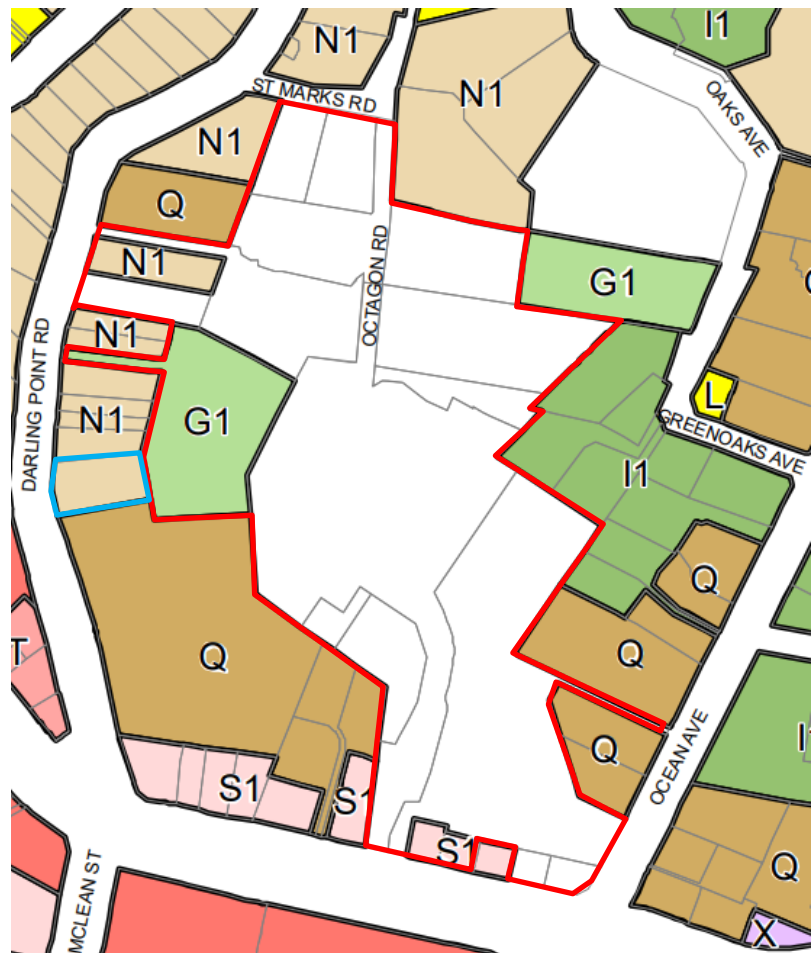 N1
I1
N1
ST MARKS RD
OAKS AVE
N1
Q
N1
OCTAGON RD
G1
N1
DARLING POINT RD
L
N1
G1
GREENOAKS AVE
I1
Q
T
Q
Q
Q
OCEAN AVE
I1
S1
S1
S1
MCLEAN ST
Q
X